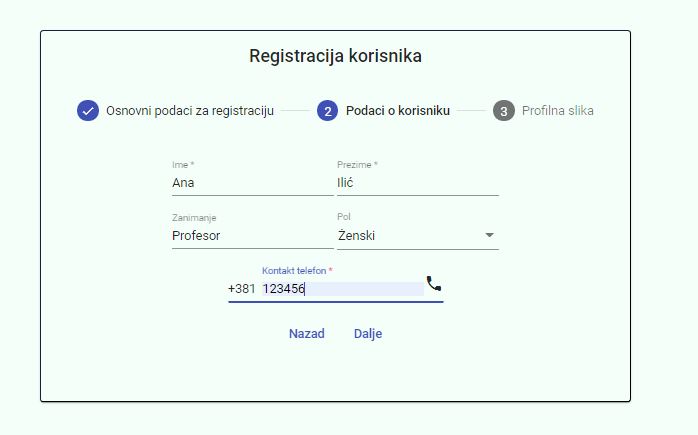 Registracija korisnika
Osnovni podaci za registraciju 2 Podaci o korisniku 3 Profilna slika
Ime * Prezime *
Ana Ilić
Zanimanje Pol
Profesor Ženski
Kontakt telefon *
+381 123456
Nazad Dalje